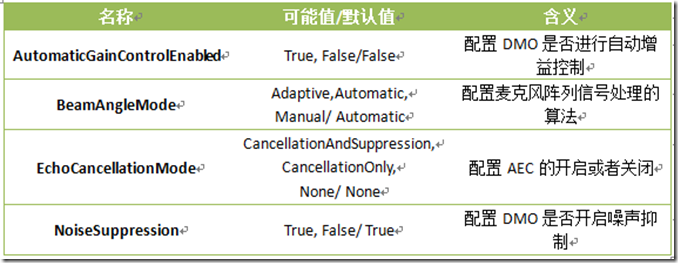 名称 可能值/默认值 含义
AutomaticGainControlEnabled True, False/False 配置 DMO 是否进行自动增
益控制
BeamAngleMode Adaptive,Automatic, 配置麦克风阵列信号处理的
Manual/ Automatic 算法
CancellationAndSuppression,
EchoCancellationMode CancellationOnly, 配置 AEC 的开启或者关闭
None/ None
NoiseSuppression True, False/ True 配置 DMO 是否开启噪声抑
制